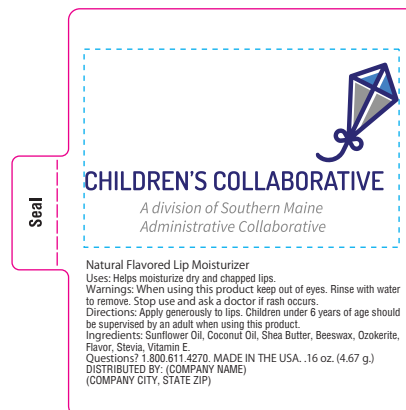 CHILDREN'S COLLABORATIVE
A division of Southern Maine
Administrative Collaborative
Seal
Natural Flavored Lip Moisturizer
Uses: Helps moisturize dry and chapped lips.
Warnings: When using this product keep out of eyes. Rinse with water
to remove. Stop use and ask a doctor if rash occurs.
Directions: Apply generously to lips. Children under 6 years of age should
be supervised by an adult when using this product.
Ingredients: Sunflower Oil, Coconut Oil, Shea Butter, Beeswax, Ozokerite,
Flavor, Stevia, Vitamin E.
Questions? 1.800.611.4270. MADE IN THE USA. .16 oz. (4.67 g.)
DISTRIBUTED BY: (COMPANY NAME)
(COMPANY CITY, STATE ZIP)